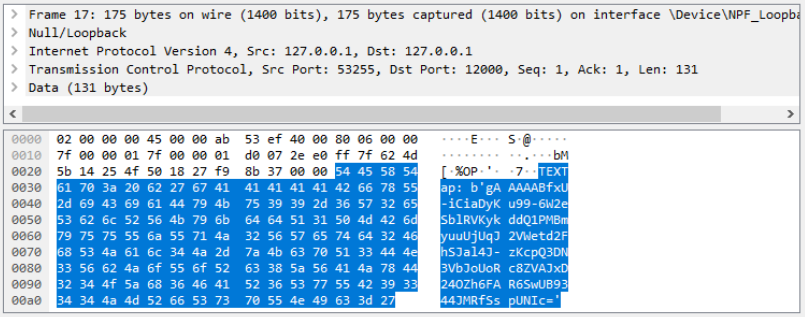 Frame 17: 175 bytes on wire (1400 bits), 175 bytes captured (1400 bits) on interface \Device\NPF_Loopba
Null/Loopback
Internet Protocol Version 4, Src: 127.0.0.1, Dst: 127.0.0.1
Transmission Control Protocol, Src Port: 53255, Dst Port: 12000, Seq: 1, Ack: 1, Len: 131
Data (131 bytes)
0000 02 00 00 00 45 00 00 ab 53 ef 40 00 80 06 00 00 ····E··· S·@·····
0010 7f 00 00 01 7f 00 00 01 d0 07 2e e0 ff 7f 62 4d ········ ··.···bM
0020 5b 14 25 4f 50 18 27 f9 8b 37 00 00 54 45 58 54 [·%OP·'· ·7··TEXT
0030 61 70 3a 20 62 27 67 41 41 41 41 41 42 66 78 55 ap: b'gA AAAABfxU
0040 2d 69 43 69 61 44 79 4b 75 39 39 2d 36 57 32 65 -iCiaDyK u99-6W2e
0050 53 62 6c 52 56 4b 79 6b 64 64 51 31 50 4d 42 6d SblRVKyk ddQ1PMBm
0060 79 75 75 55 6a 55 71 4a 32 56 57 65 74 64 32 46 yuuUjUqJ 2VWetd2F
0070 68 53 4a 61 6c 34 4a 2d 7a 4b 63 70 51 33 44 4e hSJal4J- zKcpQ3DN
0080 33 56 62 4a 6f 55 6f 52 63 38 5a 56 41 4a 78 44 3VbJoUoR c8ZVAJxD
0090 32 34 4f 5a 68 36 46 41 52 36 53 77 55 42 39 33 24OZh6FA R6SwUB93
00a0 34 34 4a 4d 52 66 53 73 70 55 4e 49 63 3d 27 44JMRfSs pUNIc='